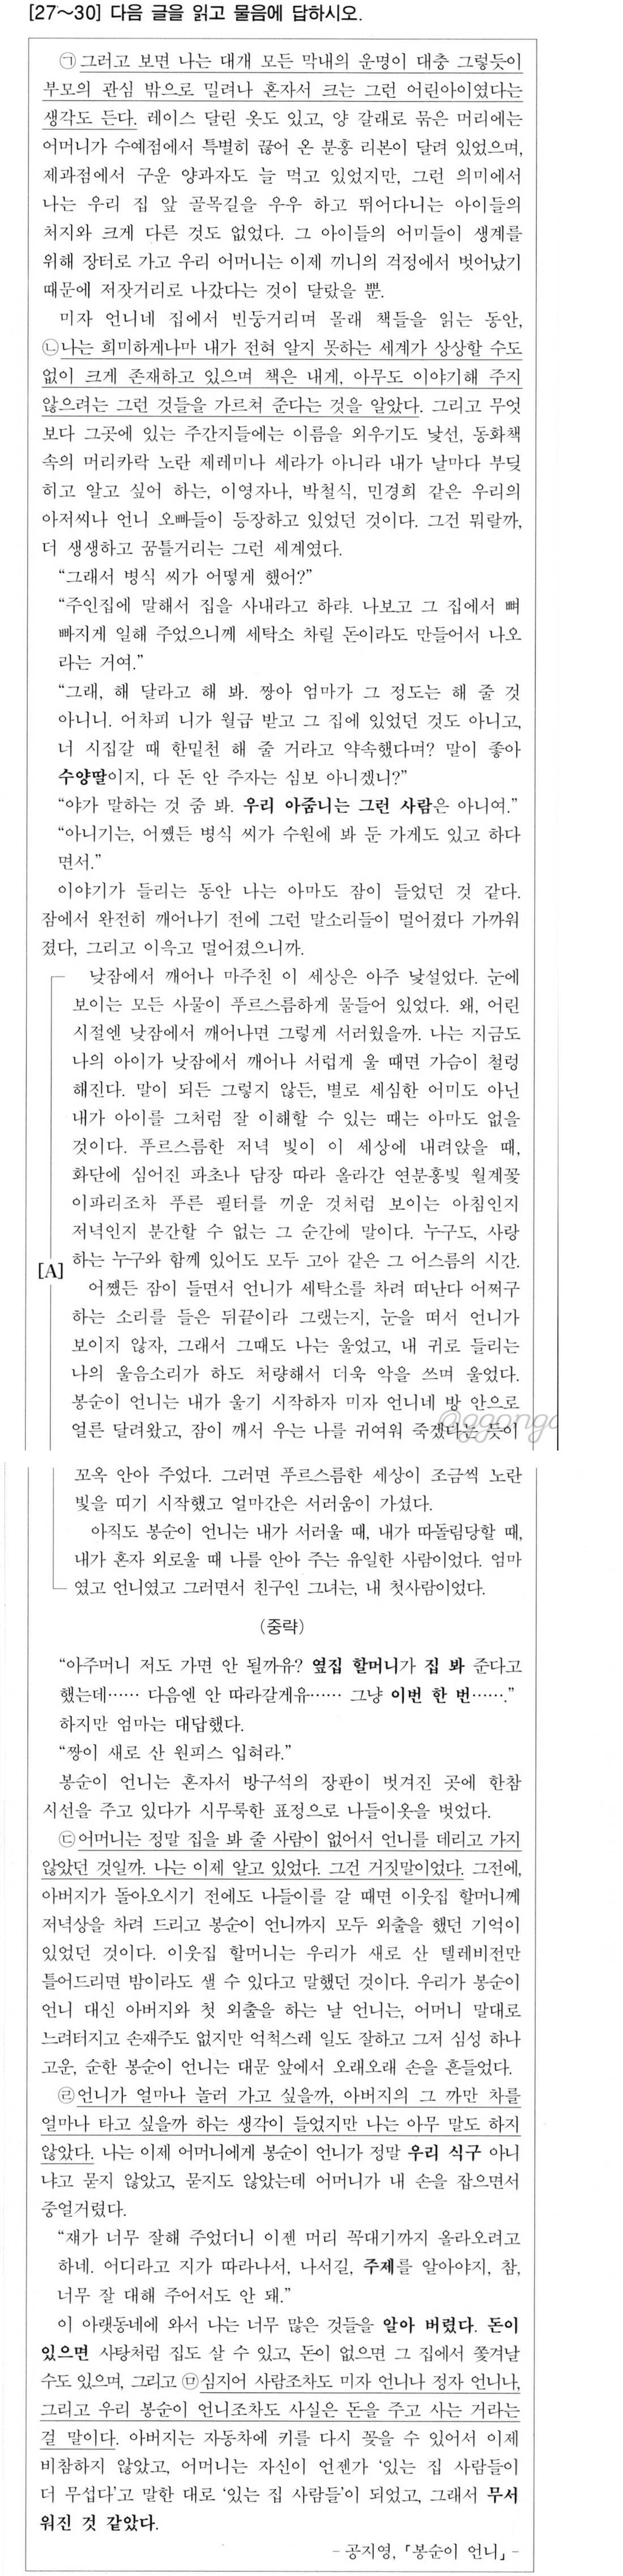 [27～30] 다음 글을 읽고 물음에 답하시오.
㉠그러고 보면 나는 대개 모든 막내의 운명이 대충 그렇듯이
부모의 관심 밖으로 밀려나 혼자서 크는 그런 어린아이였다는
생각도 든다. 레이스 달린 옷도 있고, 양 갈래로 묶은 머리에는
어머니가 수예점에서 특별히 끊어 온 분홍 리본이 달려 있었으며,
제과점에서 구운 양과자도 늘 먹고 있었지만, 그런 의미에서
나는 우리 집 앞 골목길을 우우 하고 뛰어다니는 아이들의
처지와 크게 다른 것도 없었다. 그 아이들의 어미들이 생계를
위해 장터로 가고 우리 어머니는 이제 끼니의 걱정에서 벗어났기
때문에 저잣거리로 나갔다는 것이 달랐을 뿐.
미자 언니네 집에서 빈둥거리며 몰래 책들을 읽는 동안,
㉡나는 희미하게나마 내가 전혀 알지 못하는 세계가 상상할 수도
없이 크게 존재하고 있으며 책은 내게, 아무도 이야기해 주지
않으려는 그런 것들을 가르쳐 준다는 것을 알았다. 그리고 무엇
보다 그곳에 있는 주간지들에는 이름을 외우기도 낯선, 동화책
속의 머리카락 노란 제레미나 세라가 아니라 내가 날마다 부딪
히고 알고 싶어 하는, 이영자나, 박철식, 민경희 같은 우리의
아저씨나 언니 오빠들이 등장하고 있었던 것이다. 그건 뭐랄까,
더 생생하고 꿈틀거리는 그런 세계였다.
“그래서 병식 씨가 어떻게 했어?”
“주인집에 말해서 집을 사내라고 하랴. 나보고 그 집에서 뼈
빠지게 일해 주었으니께 세탁소 차릴 돈이라도 만들어서 나오
라는 거여.”
“그래, 해 달라고 해 봐. 짱아 엄마가 그 정도는 해 줄 것
아니니. 어차피 니가 월급 받고 그 집에 있었던 것도 아니고,
너 시집갈 때 한밑천 해 줄 거라고 약속했다며? 말이 좋아
수양딸이지, 다 돈 안 주자는 심보 아니겠니?”
“야가 말하는 것 줌 봐. 우리 아줌니는 그런 사람은 아니여.”
“아니기는, 어쨌든 병식 씨가 수원에 봐 둔 가게도 있고 하다
면서.”
이야기가 들리는 동안 나는 아마도 잠이 들었던 것 같다.
잠에서 완전히 깨어나기 전에 그런 말소리들이 멀어졌다 가까워
졌다, 그리고 이윽고 멀어졌으니까.
낮잠에서 깨어나 마주친 이 세상은 아주 낯설었다. 눈에
보이는 모든 사물이 푸르스름하게 물들어 있었다. 왜, 어린
시절엔 낮잠에서 깨어나면 그렇게 서러웠을까. 나는 지금도
나의 아이가 낮잠에서 깨어나 서럽게 울 때면 가슴이 철렁
해진다. 말이 되든 그렇지 않든, 별로 세심한 어미도 아닌
내가 아이를 그처럼 잘 이해할 수 있는 때는 아마도 없을
것이다. 푸르스름한 저녁 빛이 이 세상에 내려앉을 때,
화단에 심어진 파초나 담장 따라 올라간 연분홍빛 월계꽃
이파리조차 푸른 필터를 끼운 것처럼 보이는 아침인지
저녁인지 분간할 수 없는 그 순간에 말이다. 누구도, 사랑
[A] 하는 누구와 함께 있어도 모두 고아 같은 그 어스름의 시간.
어쨌든 잠이 들면서 언니가 세탁소를 차려 떠난다 어쩌구
하는 소리를 들은 뒤끝이라 그랬는지, 눈을 떠서 언니가
보이지 않자, 그래서 그때도 나는 울었고, 내 귀로 들리는
나의 울음소리가 하도 처량해서 더욱 악을 쓰며 울었다.
봉순이 언니는 내가 울기 시작하자 미자 언니네 방 안으로
얼른 달려왔고, 잠이 깨서 우는 나를 귀여워 죽겠다는 듯이
꼬옥 안아 주었다. 그러면 푸르스름한 세상이 조금씩 노란
빛을 띠기 시작했고 얼마간은 서러움이 가셨다.
아직도 봉순이 언니는 내가 서러울 때, 내가 따돌림당할 때,
내가 혼자 외로울 때 나를 안아 주는 유일한 사람이었다. 엄마
였고 언니였고 그러면서 친구인 그녀는, 내 첫사람이었다.
(중략)
“아주머니 저도 가면 안 될까유? 옆집 할머니가 집 봐 준다고
했는데…… 다음엔 안 따라갈게유…… 그냥 이번 한 번…….”
하지만 엄마는 대답했다.
“짱이 새로 산 원피스 입혀라.”
봉순이 언니는 혼자서 방구석의 장판이 벗겨진 곳에 한참
시선을 주고 있다가 시무룩한 표정으로 나들이옷을 벗었다.
㉢어머니는 정말 집을 봐 줄 사람이 없어서 언니를 데리고 가지
않았던 것일까. 나는 이제 알고 있었다. 그건 거짓말이었다. 그전에,
아버지가 돌아오시기 전에도 나들이를 갈 때면 이웃집 할머니께
저녁상을 차려 드리고 봉순이 언니까지 모두 외출을 했던 기억이
있었던 것이다. 이웃집 할머니는 우리가 새로 산 텔레비전만
틀어드리면 밤이라도 샐 수 있다고 말했던 것이다. 우리가 봉순이
언니 대신 아버지와 첫 외출을 하는 날 언니는, 어머니 말대로
느려터지고 손재주도 없지만 억척스레 일도 잘하고 그저 심성 하나
고운, 순한 봉순이 언니는 대문 앞에서 오래오래 손을 흔들었다.
㉣언니가 얼마나 놀러 가고 싶을까, 아버지의 그 까만 차를
얼마나 타고 싶을까 하는 생각이 들었지만 나는 아무 말도 하지
않았다. 나는 이제 어머니에게 봉순이 언니가 정말 우리 식구 아니
냐고 묻지 않았고, 묻지도 않았는데 어머니가 내 손을 잡으면서
중얼거렸다.
“쟤가 너무 잘해 주었더니 이젠 머리 꼭대기까지 올라오려고
하네. 어디라고 지가 따라나서, 나서길, 주제를 알아야지, 참,
너무 잘 대해 주어서도 안 돼.”
이 아랫동네에 와서 나는 너무 많은 것들을 알아 버렸다. 돈이
있으면 사탕처럼 집도 살 수 있고, 돈이 없으면 그 집에서 쫓겨날
수도 있으며, 그리고 ㉤심지어 사람조차도 미자 언니나 정자 언니나,
그리고 우리 봉순이 언니조차도 사실은 돈을 주고 사는 거라는
걸 말이다. 아버지는 자동차에 키를 다시 꽂을 수 있어서 이제
비참하지 않았고, 어머니는 자신이 언젠가 ‘있는 집 사람들이
더 무섭다’고 말한 대로 ‘있는 집 사람들’이 되었고, 그래서 무서
워진 것 같았다.
- 공지영, 「봉순이 언니」 -